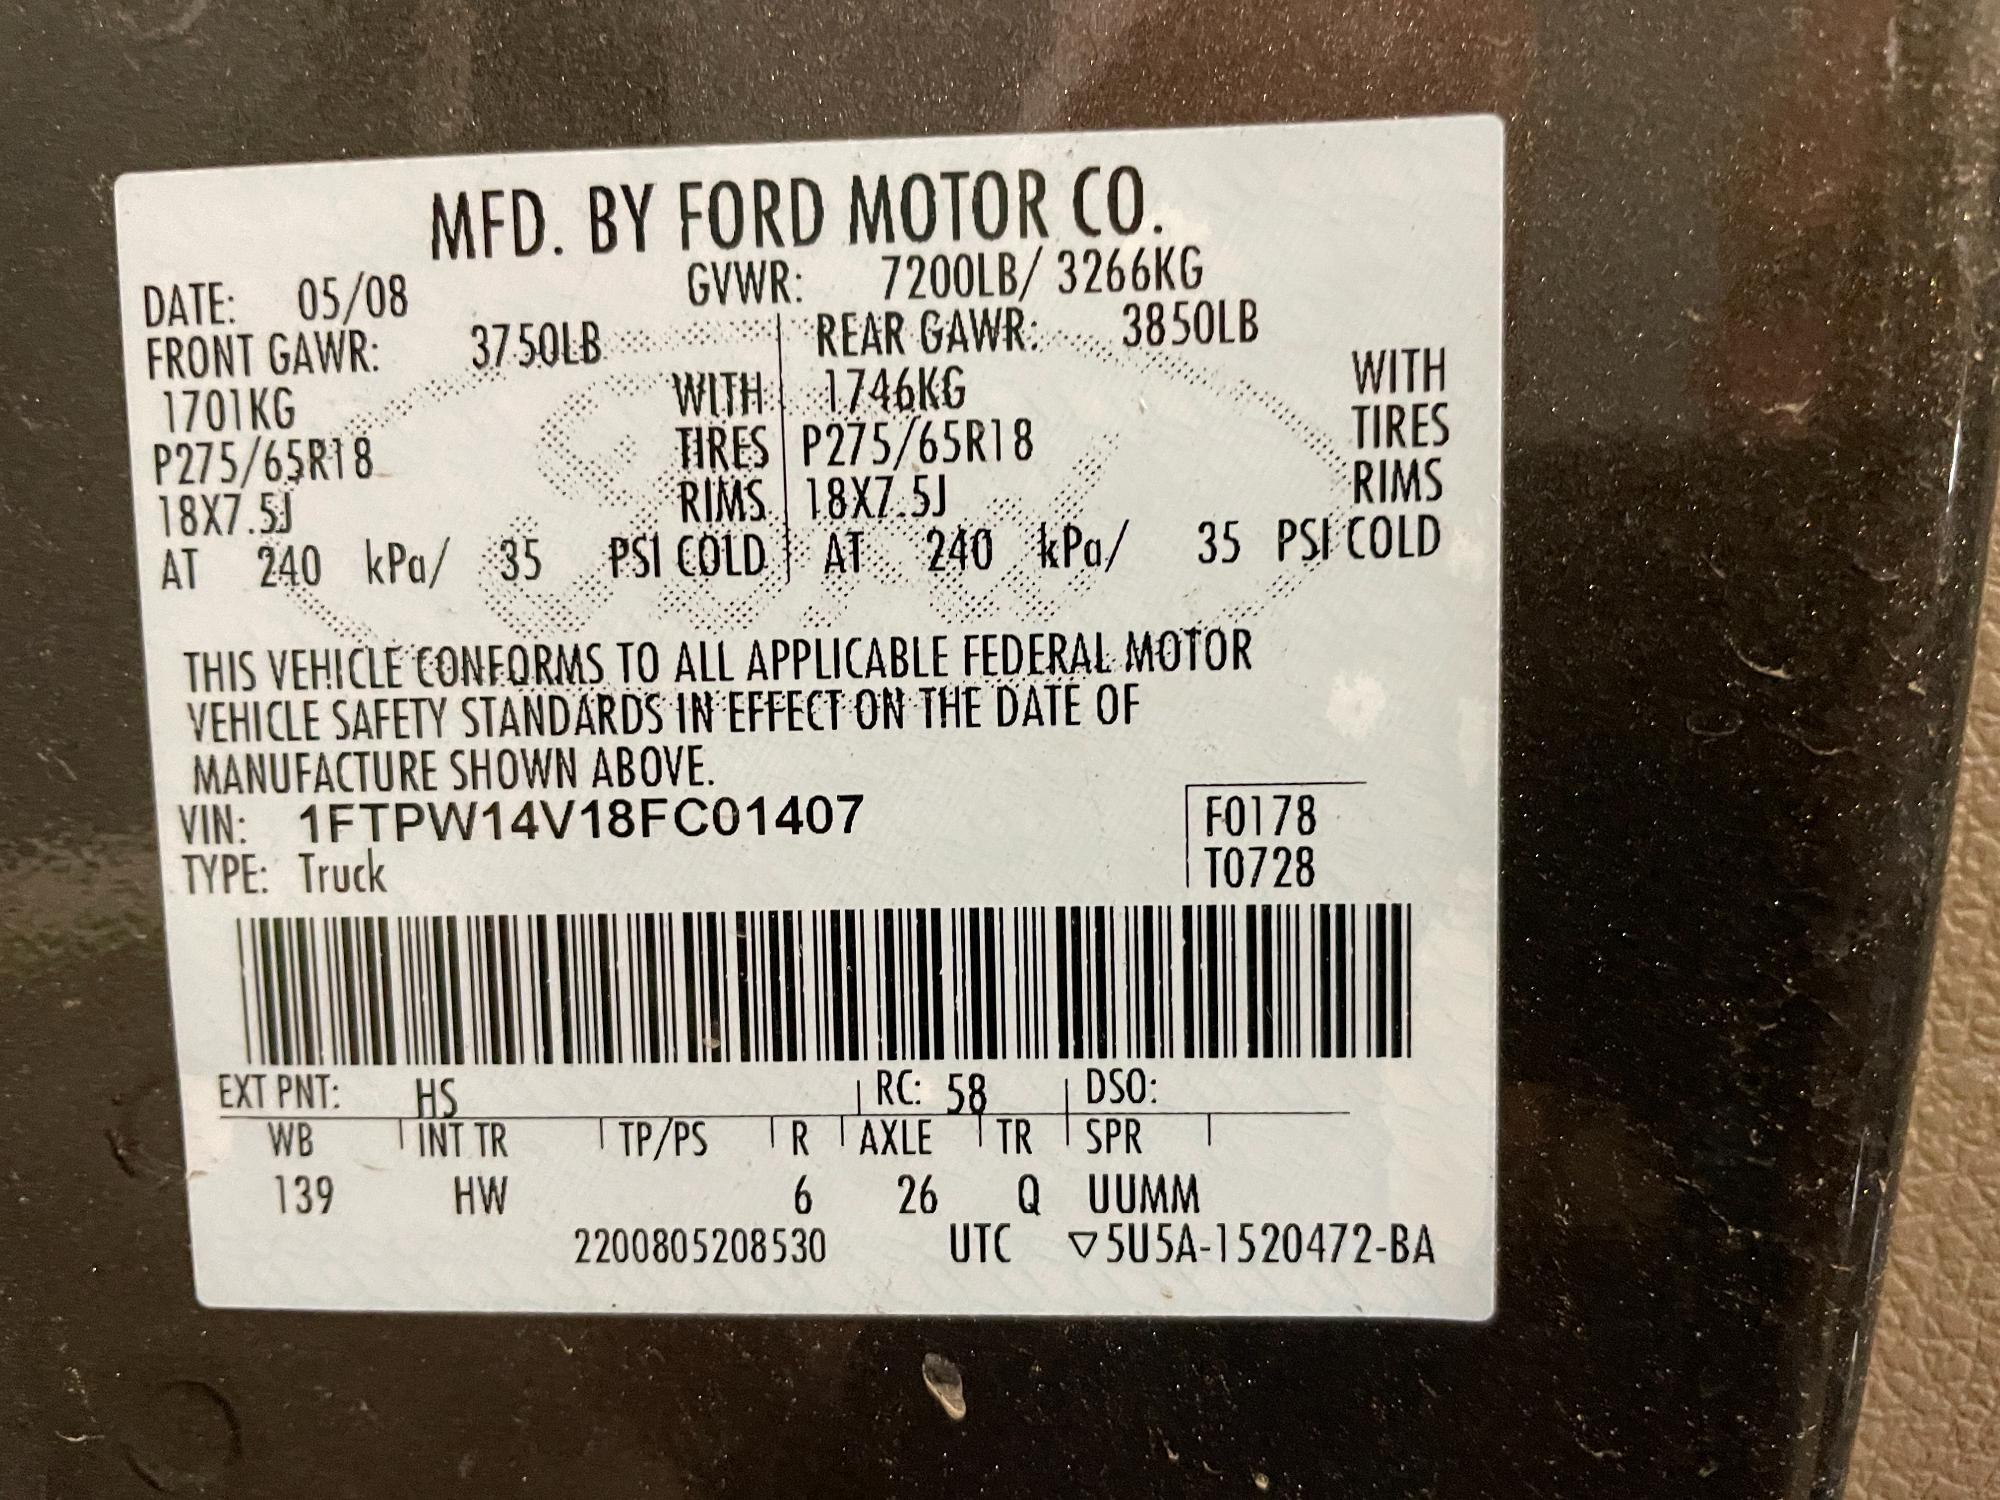 MFD. BY FORD MOTOR CO.
DATE: 05/08 GVWR: 7200LB/ 3266KG
FRONT GAWR: 3750LB REAR GAWR: 3850LB
1701KG WITH 1746KG WITH
P275/65R18 TIRES P275/65R18 TIRES
18X7.5J RIMS 18X7.5J RIMS
AT 240 kPa/ 35 PSI COLD AT 240 kPa/ 35 PSI COLD
THIS VEHICLE CONFORMS TO ALL APPLICABLE FEDERAL MOTOR
VEHICLE SAFETY STANDARDS IN EFFECT ON THE DATE OF
MANUFACTURE SHOWN ABOVE.
VIN: 1FTPW14V18FC01407 F0178
TYPE: Truck T0728
EXT PNT: HS RC: 58 DSO:
WB INT TR TP/PS R AXLE TR SPR
139 HW 6 26 Q UUMM
2200805208530 UTC ▽5U5A-1520472-BA